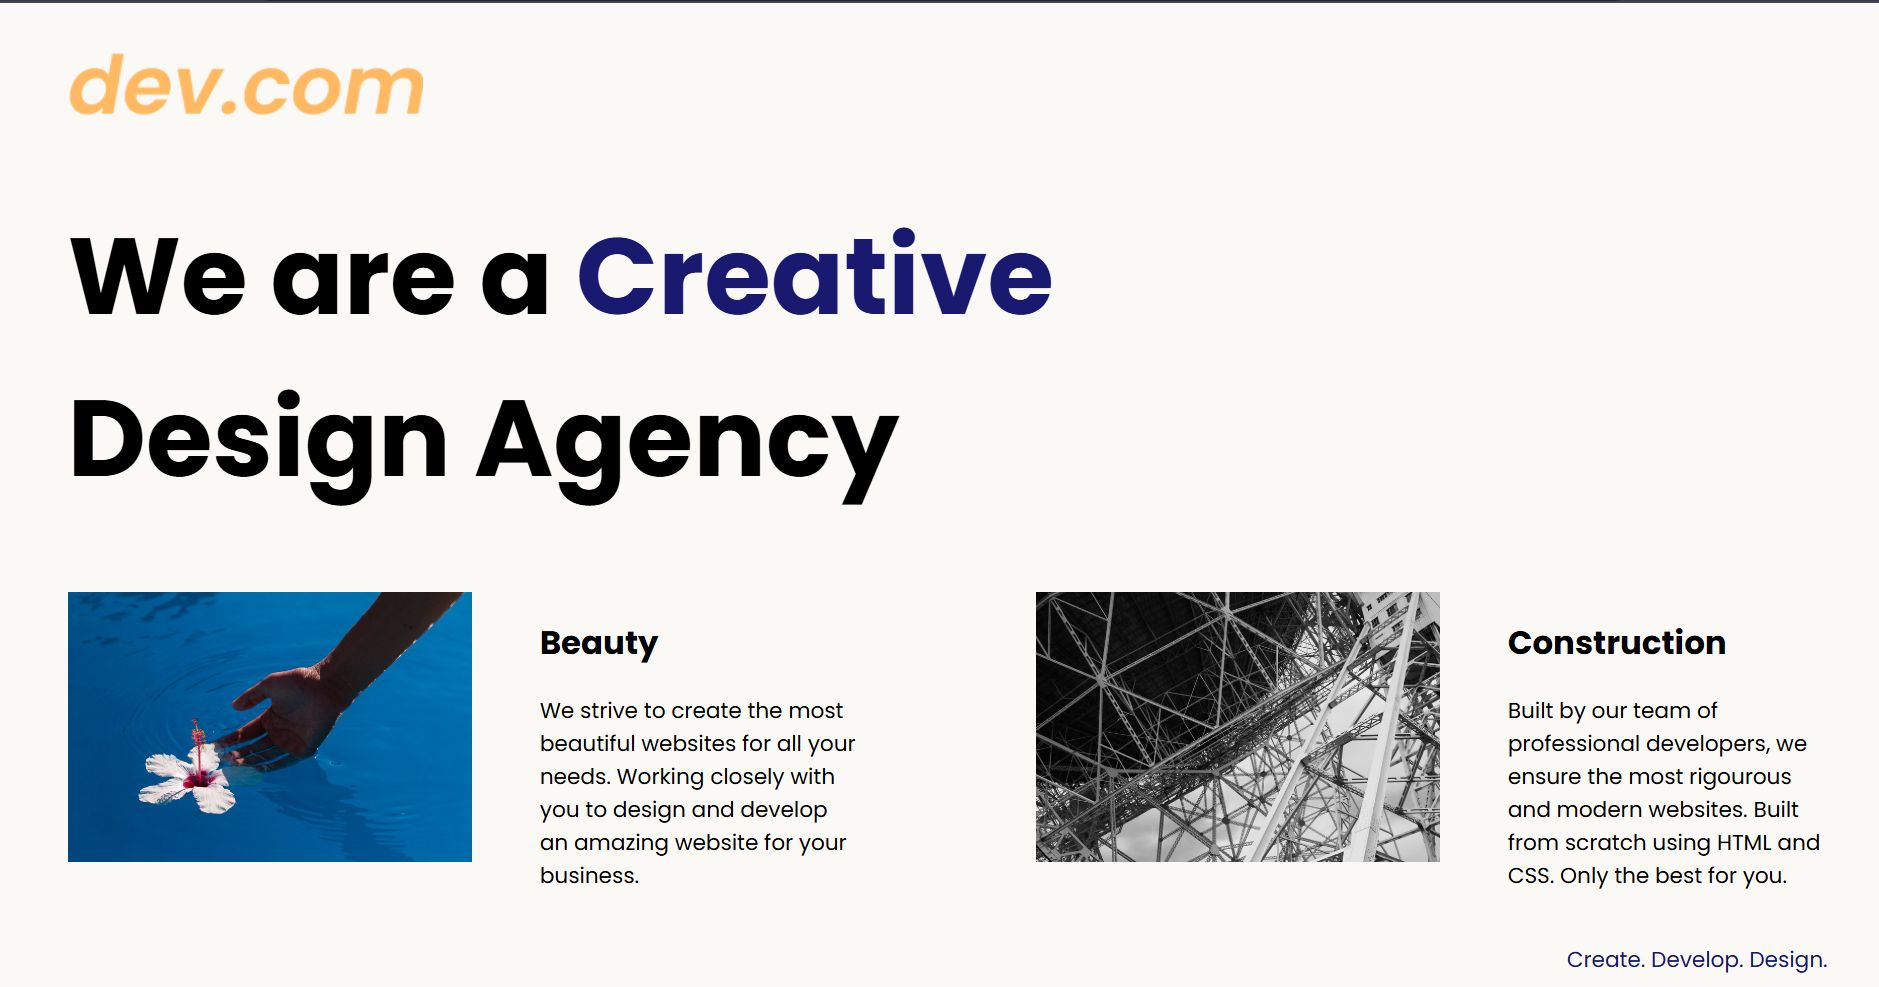 dev.com
We are a Creative
Design Agency
Beauty
We strive to create the most
beautiful websites for all your
needs. Working closely with
you to design and develop
an amazing website for your
business.
Construction
Built by our team of
professional developers, we
ensure the most rigourous
and modern websites. Built
from scratch using HTML and
CSS. Only the best for you.
Create. Develop. Design.